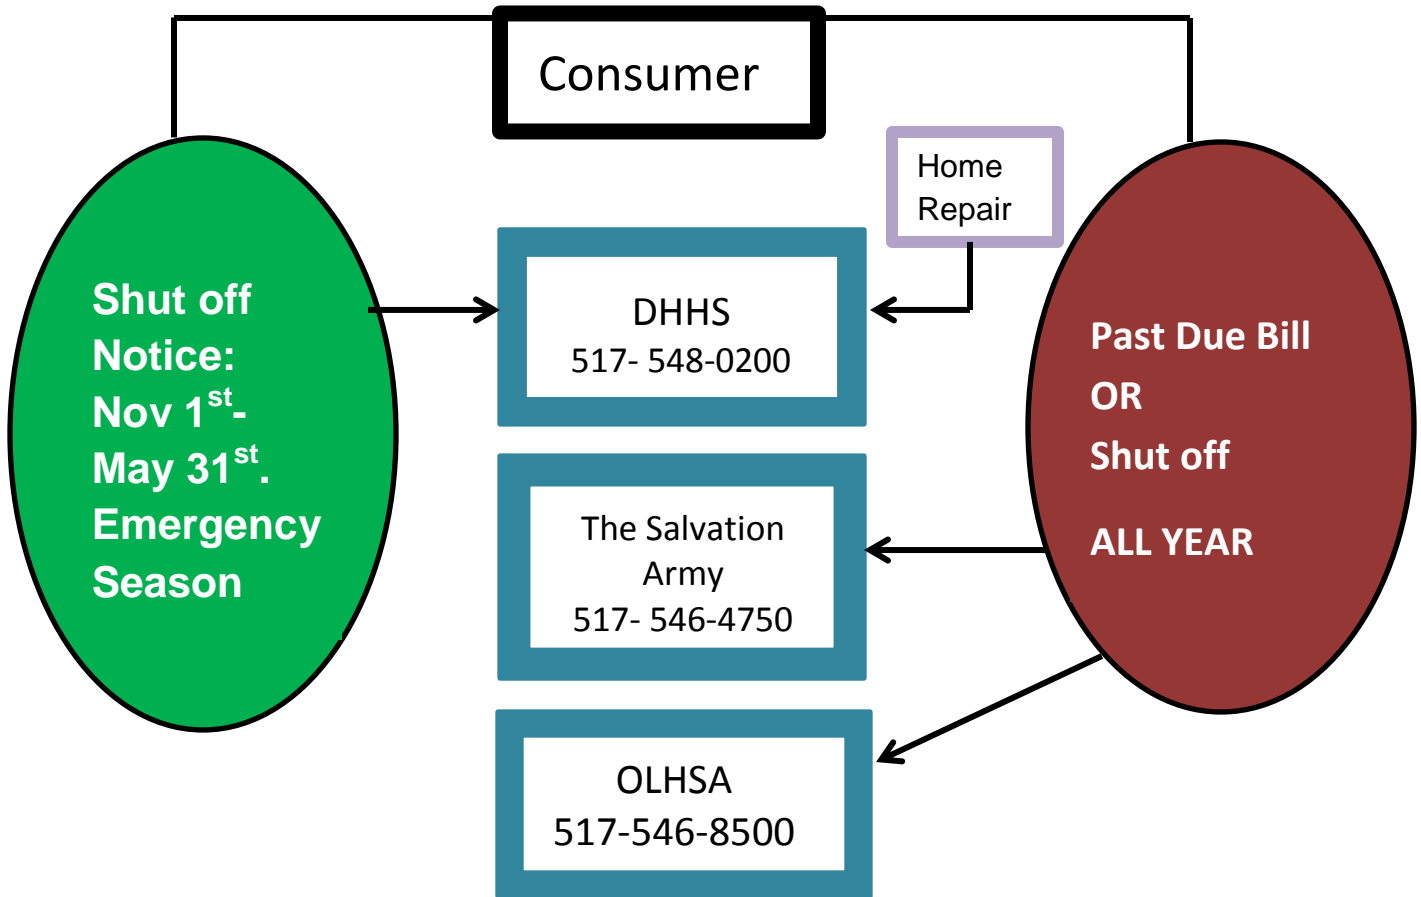 Consumer
Home
Repair
Shut off
Notice:
Nov 1st-
May 31st.
Emergency
Season
DHHS
517- 548-0200
The Salvation
Army
517- 546-4750
OLHSA
517-546-8500
Past Due Bill
OR
Shut off
ALL YEAR